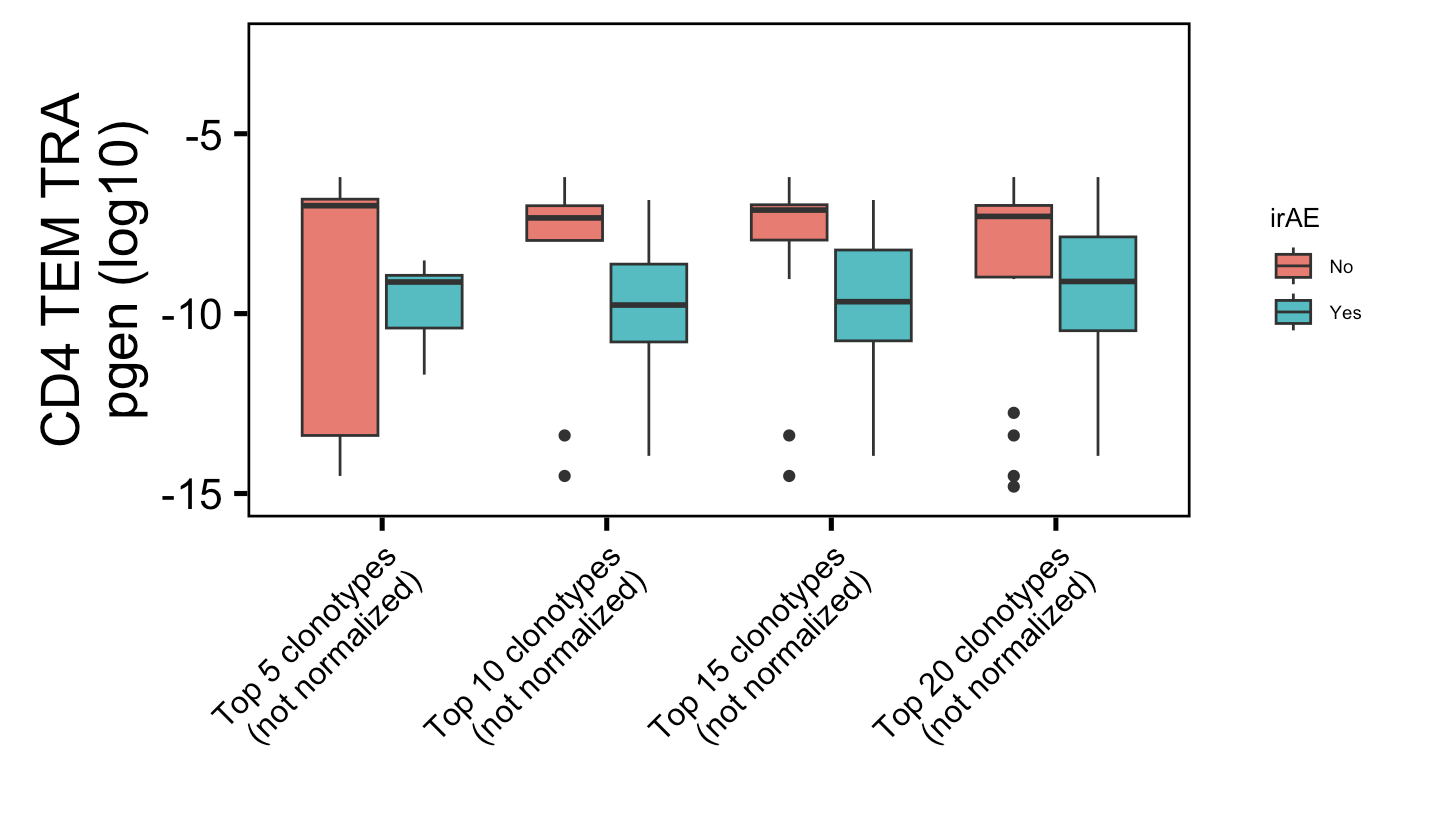 CD4 TEM TRA
pgen (log10)
-5
-10
-15
Top 5 clonotypes
(not normalized)
Top 10 clonotypes
(not normalized)
Top 15 clonotypes
(not normalized)
Top 20 clonotypes
(not normalized)
irAE
No
Yes